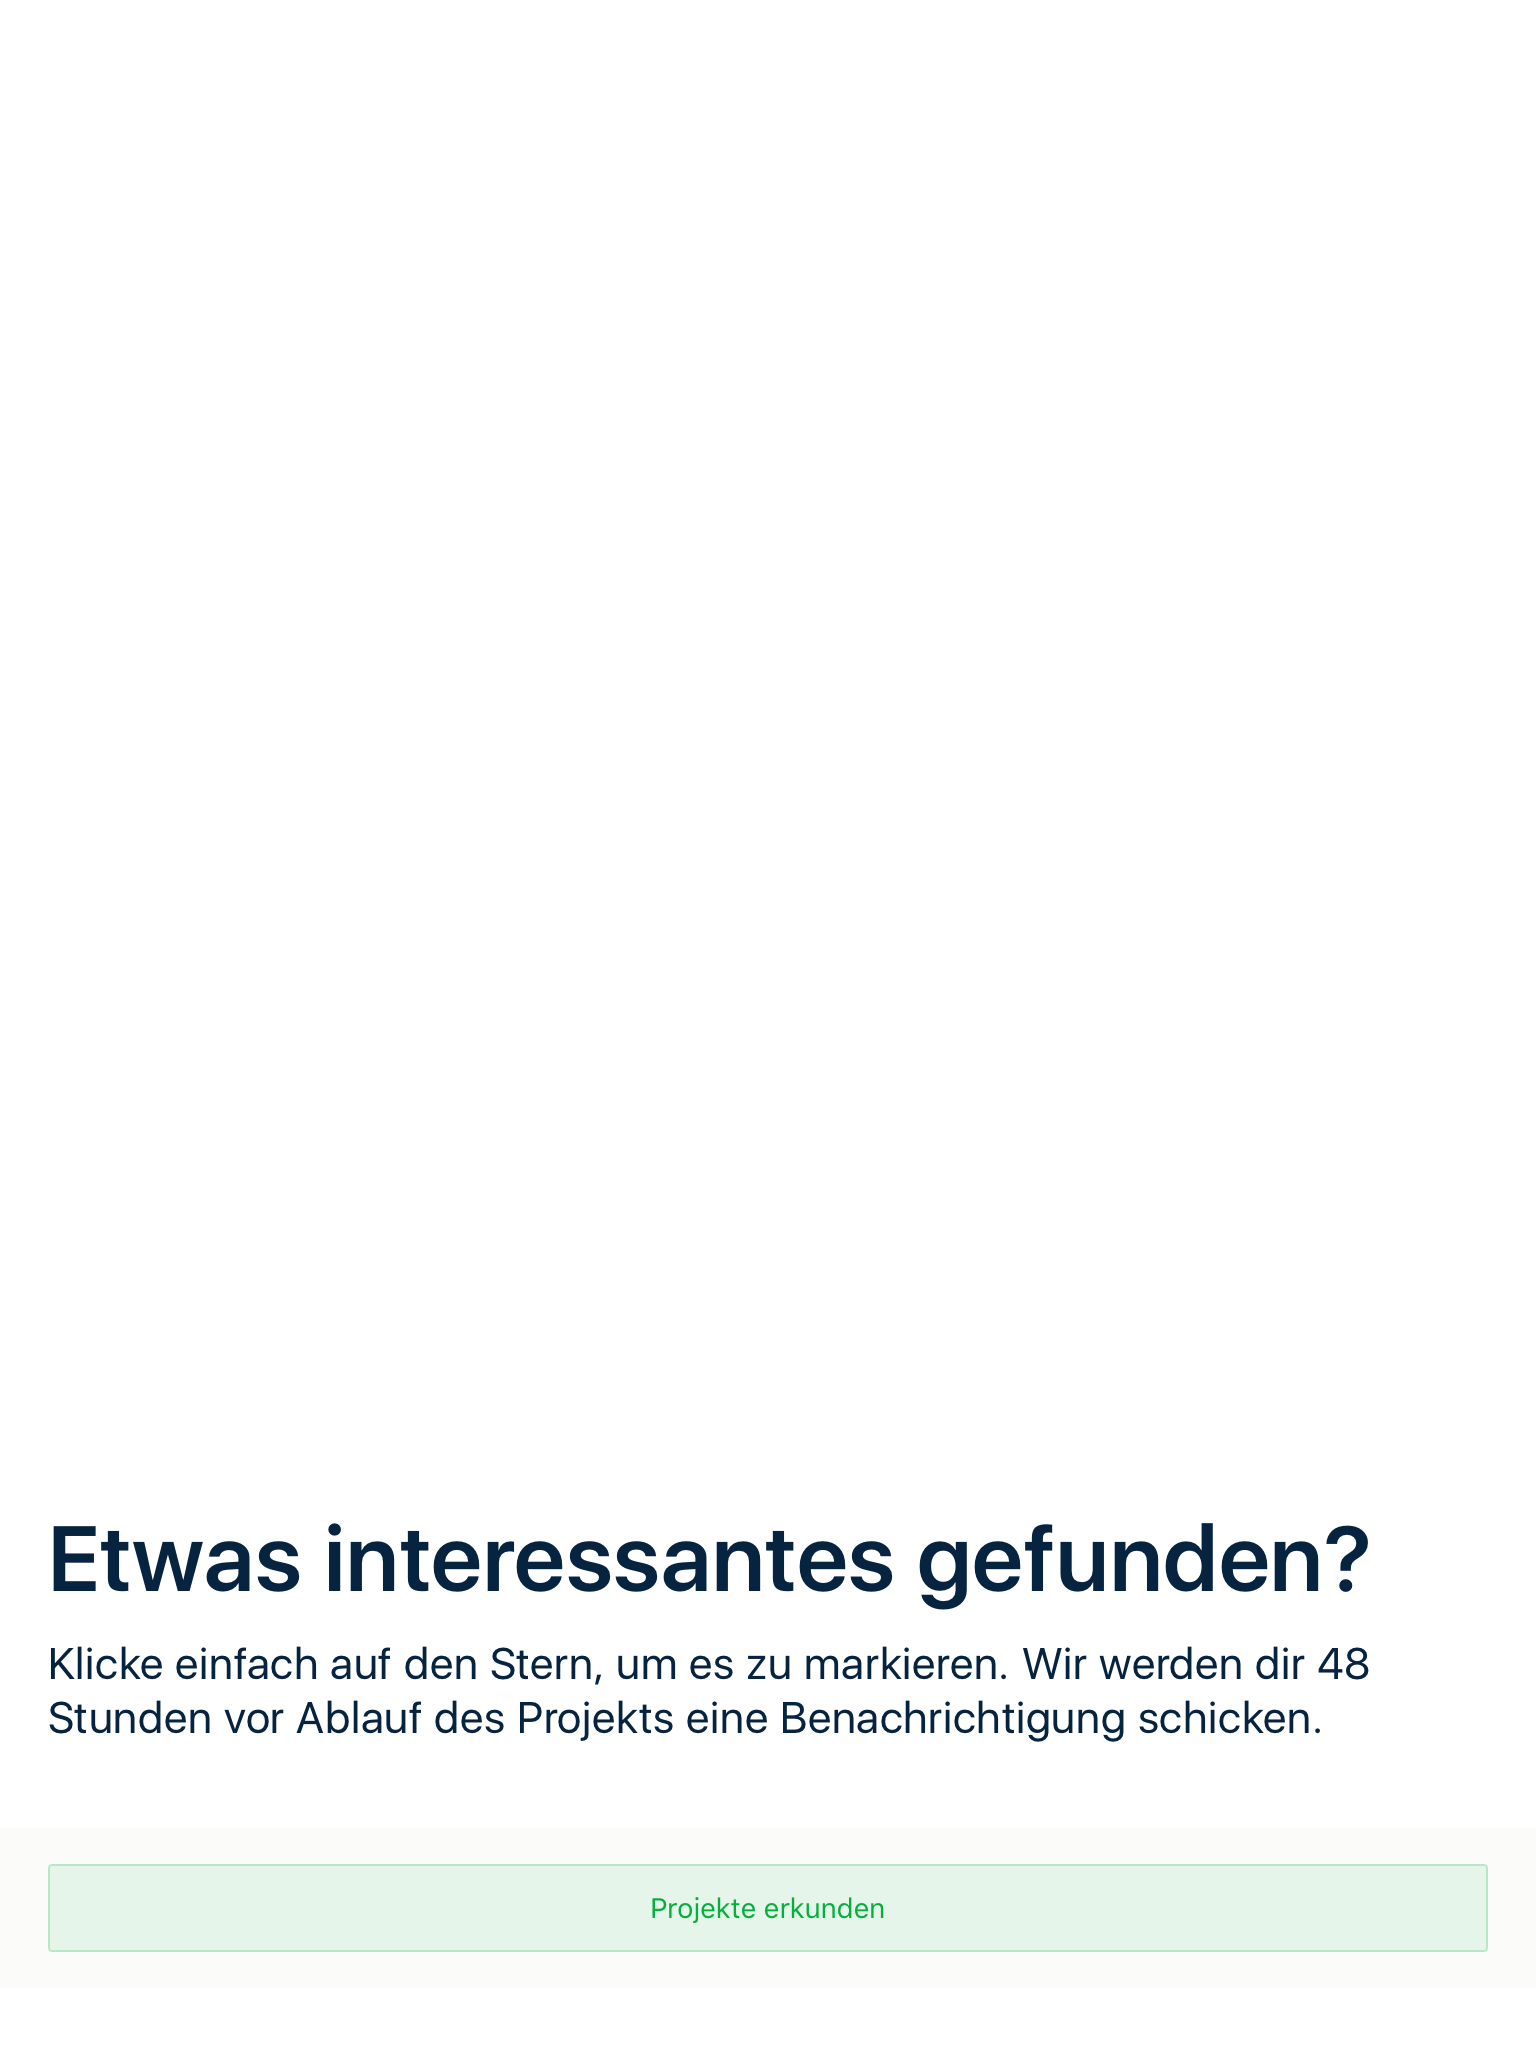 Etwas interessantes gefunden?
Klicke einfach auf den Stern, um es zu markieren. Wir werden dir 48
Stunden vor Ablauf des Projekts eine Benachrichtigung schicken.
Projekte erkunden